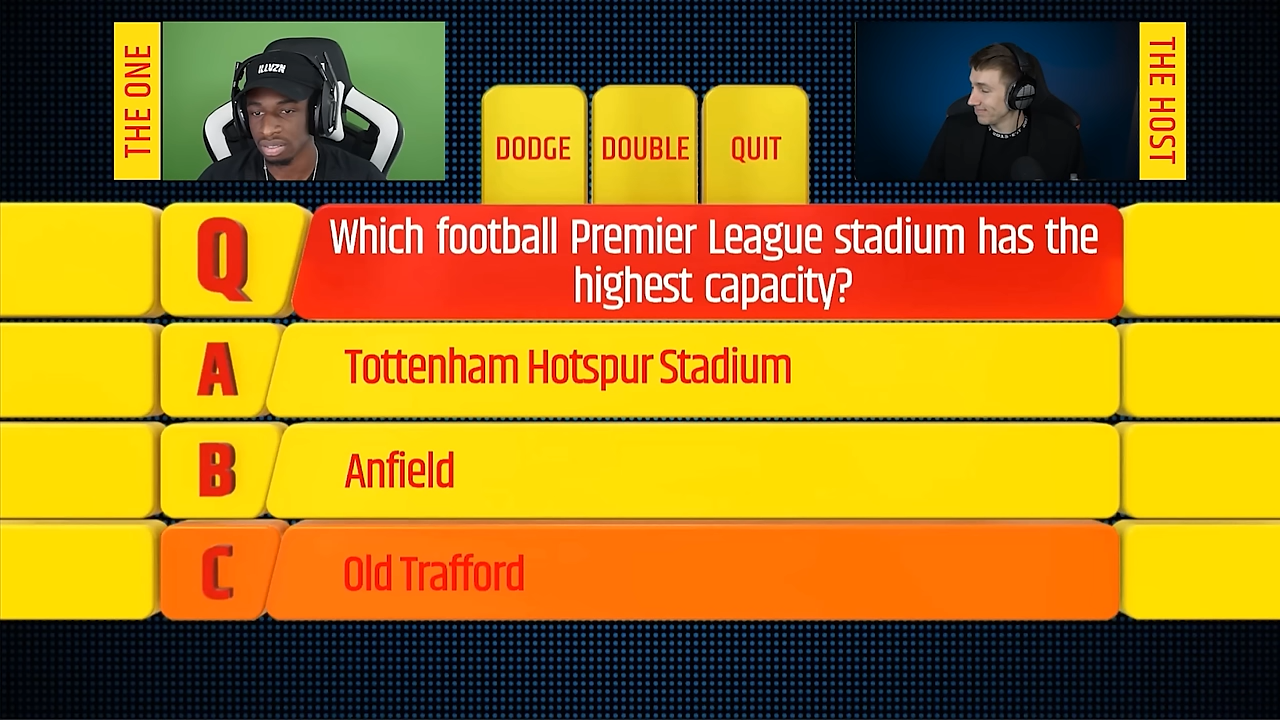 THE ONE
ILLVZN
DODGE
DOUBLE
QUIT
THE HOST
Q
Which football Premier League stadium has the
highest capacity?
A
Tottenham Hotspur Stadium
B
Anfield
C
Old Trafford